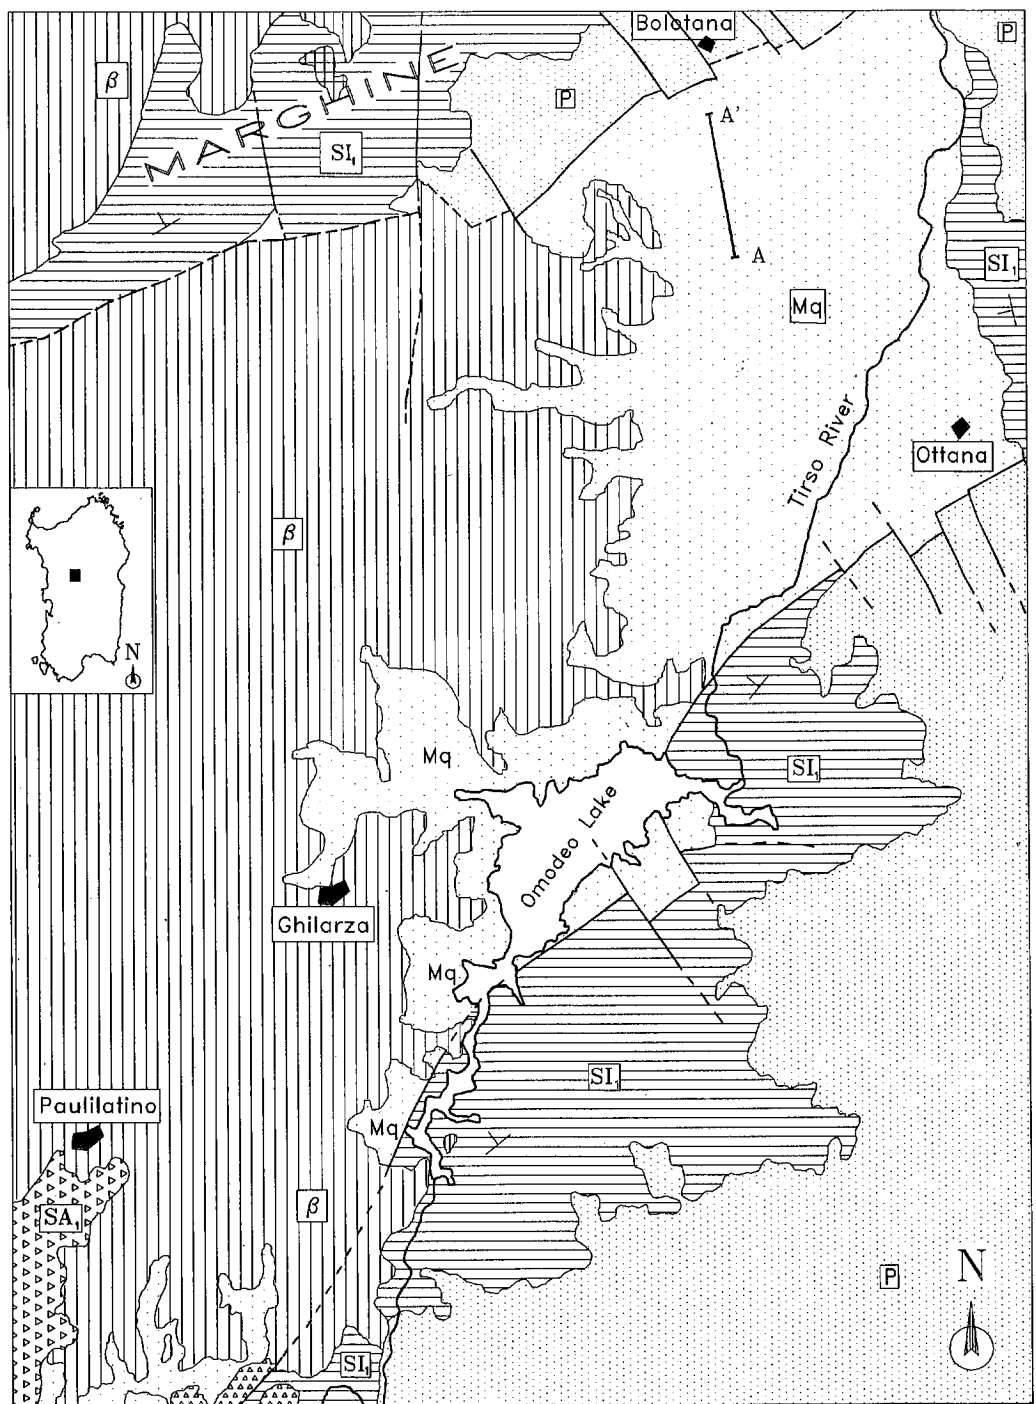 Bolotana
P
β
MARGHINE
P
A'
SI₁
A
SI₁
Mq
Tirso River
Ottana
β
N
Mq
SI₁
Omodeo Lake
Ghilarza
Mq
SI₁
Paulilatino
Mq
SA₁
β
P
N
SI₁